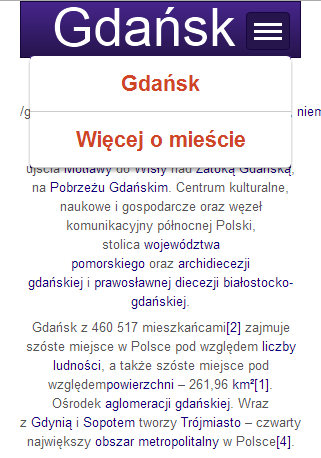 Gdańsk
Gdańsk
/g
niem
Więcej o mieście
ujścia Motławy do Wisły nad Zatoką Gdańską,
na Pobrzeżu Gdańskim. Centrum kulturalne,
naukowe i gospodarcze oraz węzeł
komunikacyjny północnej Polski,
stolica województwa
pomorskiego oraz archidiecezji
gdańskiej i prawosławnej diecezji białostocko-
gdańskiej.
Gdańsk z 460 517 mieszkańcami[2] zajmuje
szóste miejsce w Polsce pod względem liczby
ludności, a także szóste miejsce pod
względempowierzchni – 261,96 km²[1].
Ośrodek aglomeracji gdańskiej. Wraz
z Gdynią i Sopotem tworzy Trójmiasto – czwarty
największy obszar metropolitalny w Polsce[4].